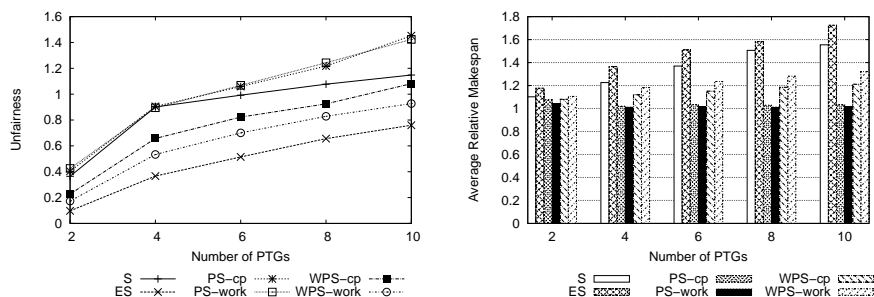 1.6
1.4
1.2
1
0.8
0.6
0.4
0.2
0
Unfairness
2 4 6 8 10
Number of PTGs
S PS−cp WPS−cp
ES PS−work WPS−work
1.8
1.6
1.4
1.2
1
0.8
0.6
0.4
0.2
0
Average Relative Makespan
2 4 6 8 10
Number of PTGs
S PS−cp WPS−cp
ES PS−work WPS−work